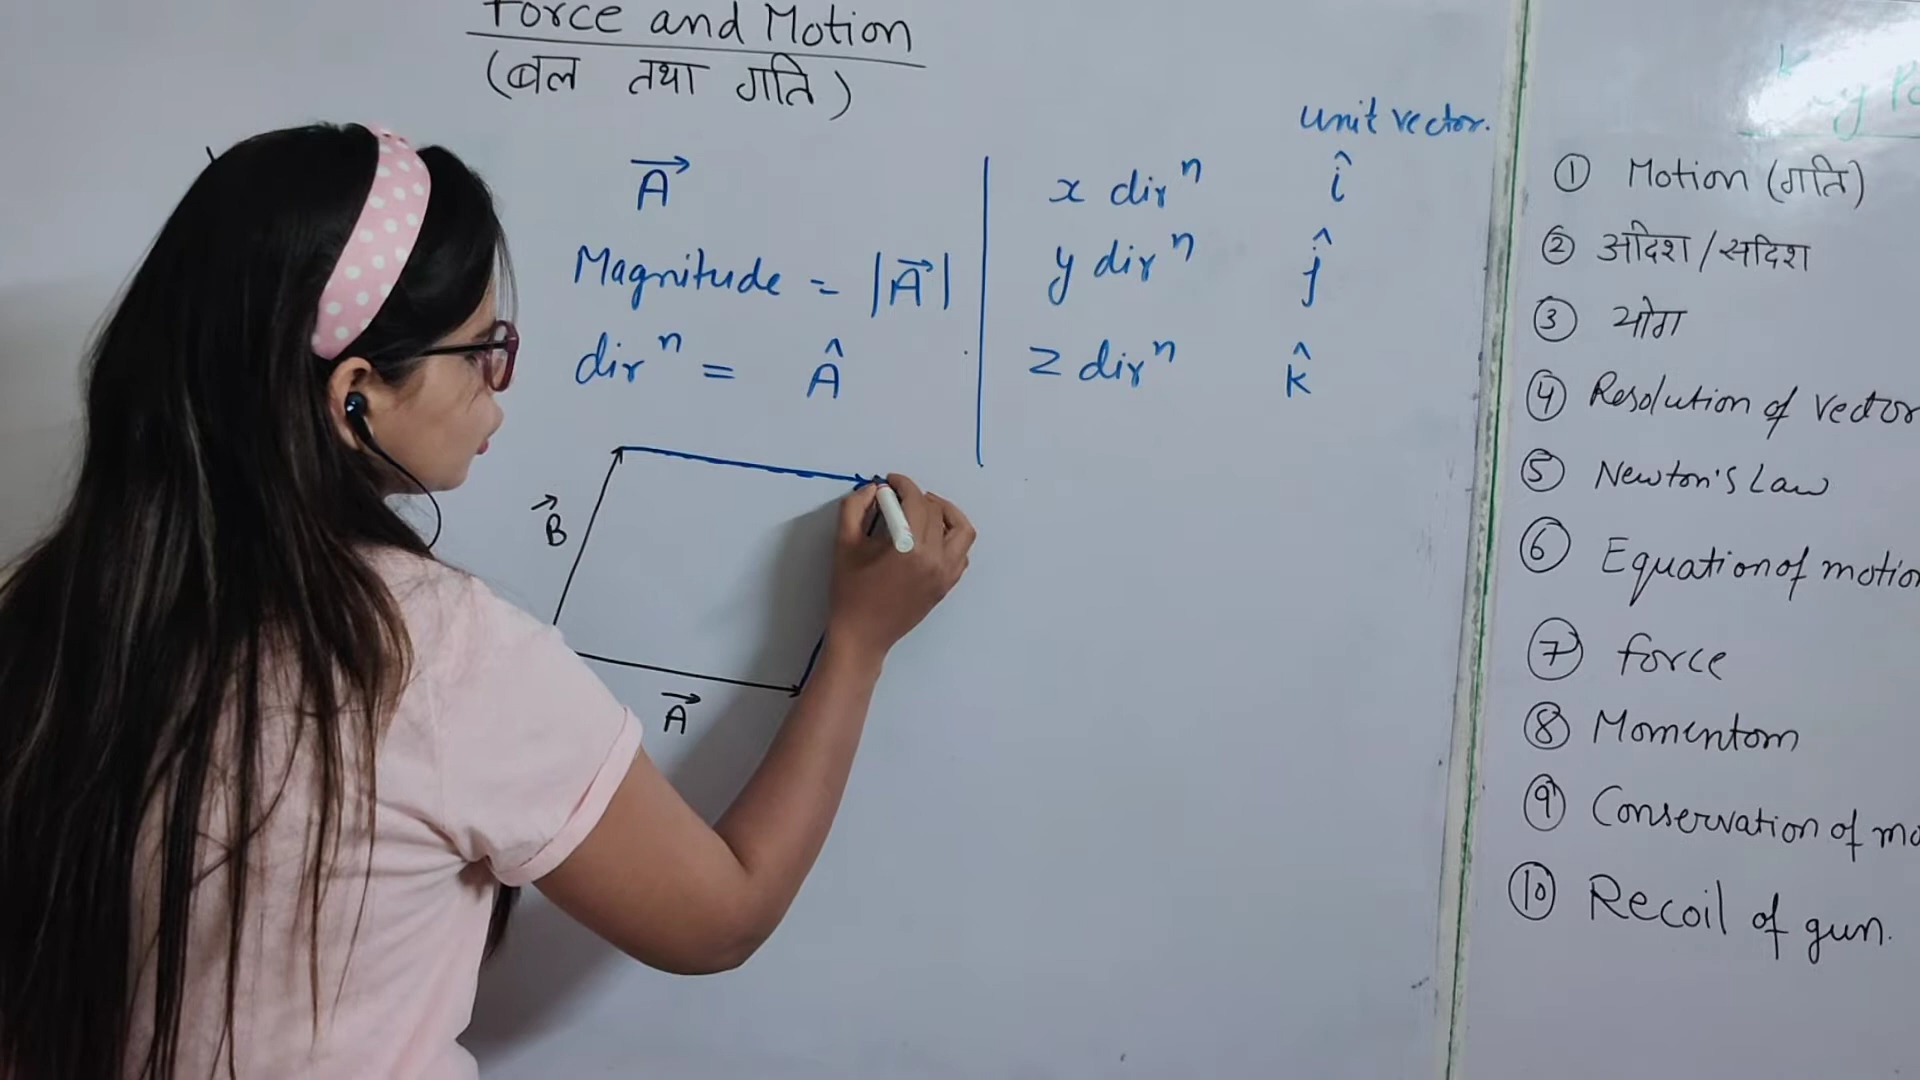 Force and Motion
(बल तथा गति)
unit vector.
A⃗
x dirⁿ î
Magnitude = |A⃗|
y dirⁿ ĵ
dirⁿ = Â
z dirⁿ k̂
B⃗
A⃗
① Motion (गति)
② अदिश / सदिश
③ योग
④ Resolution of Vector
⑤ Newton's Law
⑥ Equation of motion
⑦ force
⑧ Momentom
⑨ Conservation of mo
⑩ Recoil of gun.